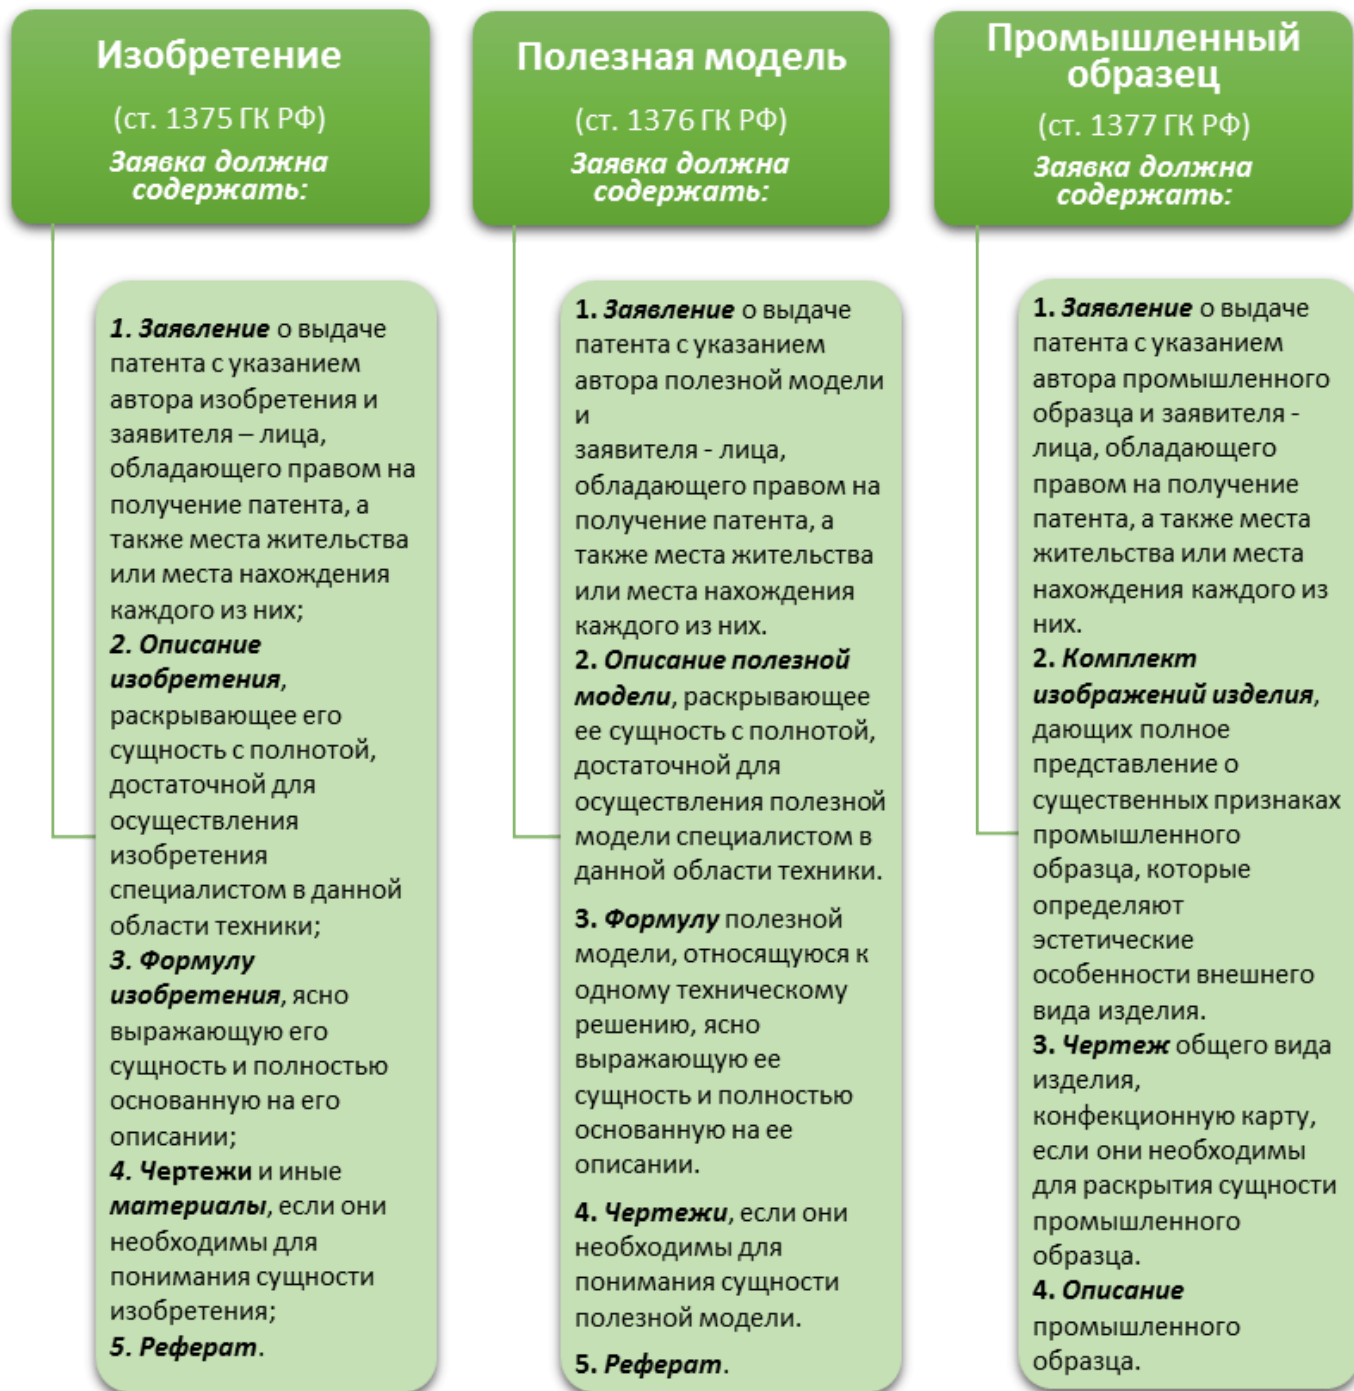 Изобретение
(ст. 1375 ГК РФ)
Заявка должна
содержать:
1. Заявление о выдаче
патента с указанием
автора изобретения и
заявителя – лица,
обладающего правом на
получение патента, а
также места жительства
или места нахождения
каждого из них;
2. Описание
изобретения,
раскрывающее его
сущность с полнотой,
достаточной для
осуществления
изобретения
специалистом в данной
области техники;
3. Формулу
изобретения, ясно
выражающую его
сущность и полностью
основанную на его
описании;
4. Чертежи и иные
материалы, если они
необходимы для
понимания сущности
изобретения;
5. Реферат.
Полезная модель
(ст. 1376 ГК РФ)
Заявка должна
содержать:
1. Заявление о выдаче
патента с указанием
автора полезной модели
и
заявителя - лица,
обладающего правом на
получение патента, а
также места жительства
или места нахождения
каждого из них.
2. Описание полезной
модели, раскрывающее
ее сущность с полнотой,
достаточной для
осуществления полезной
модели специалистом в
данной области техники.
3. Формулу полезной
модели, относящуюся к
одному техническому
решению, ясно
выражающую ее
сущность и полностью
основанную на ее
описании.
4. Чертежи, если они
необходимы для
понимания сущности
полезной модели.
5. Реферат.
Промышленный
образец
(ст. 1377 ГК РФ)
Заявка должна
содержать:
1. Заявление о выдаче
патента с указанием
автора промышленного
образца и заявителя -
лица, обладающего
правом на получение
патента, а также места
жительства или места
нахождения каждого из
них.
2. Комплект
изображений изделия,
дающих полное
представление о
существенных признаках
промышленного
образца, которые
определяют
эстетические
особенности внешнего
вида изделия.
3. Чертеж общего вида
изделия,
конфекционную карту,
если они необходимы
для раскрытия сущности
промышленного
образца.
4. Описание
промышленного
образца.